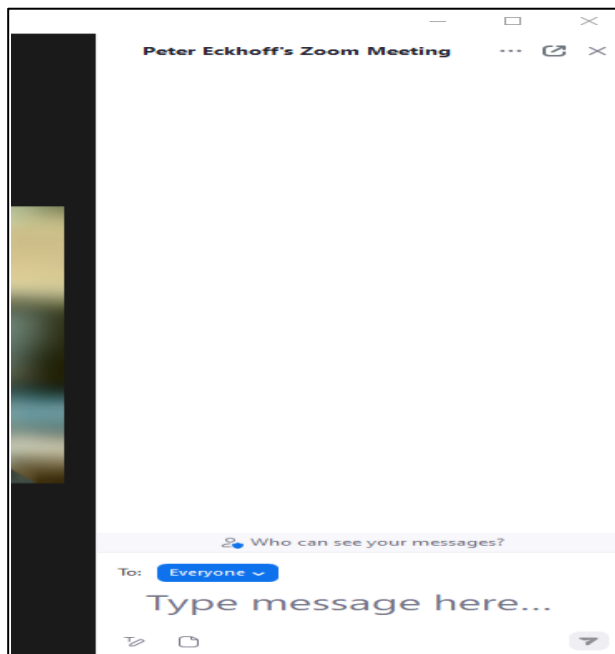 Peter Eckhoff's Zoom Meeting
Who can see your messages?
To: Everyone
Type message here...